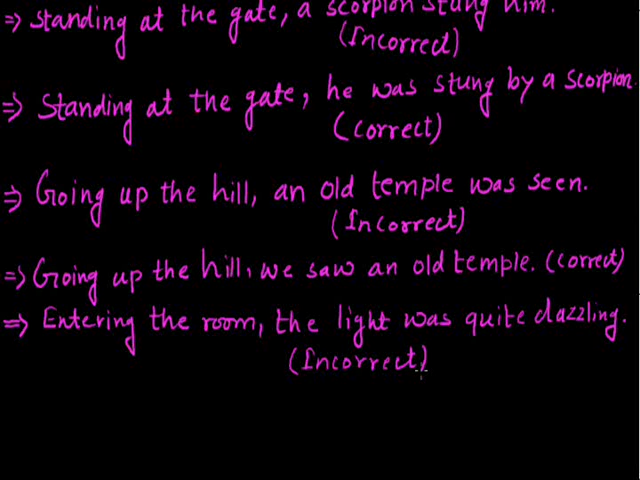 ⇒ standing at the gate, a scorpion stung him.
(Incorrect)
⇒ Standing at the gate, he was stung by a scorpion.
(correct)
⇒ Going up the hill, an old temple was seen.
(Incorrect)
⇒ Going up the hill, we saw an old temple. (correct)
⇒ Entering the room, the light was quite dazzling.
(Incorrect)